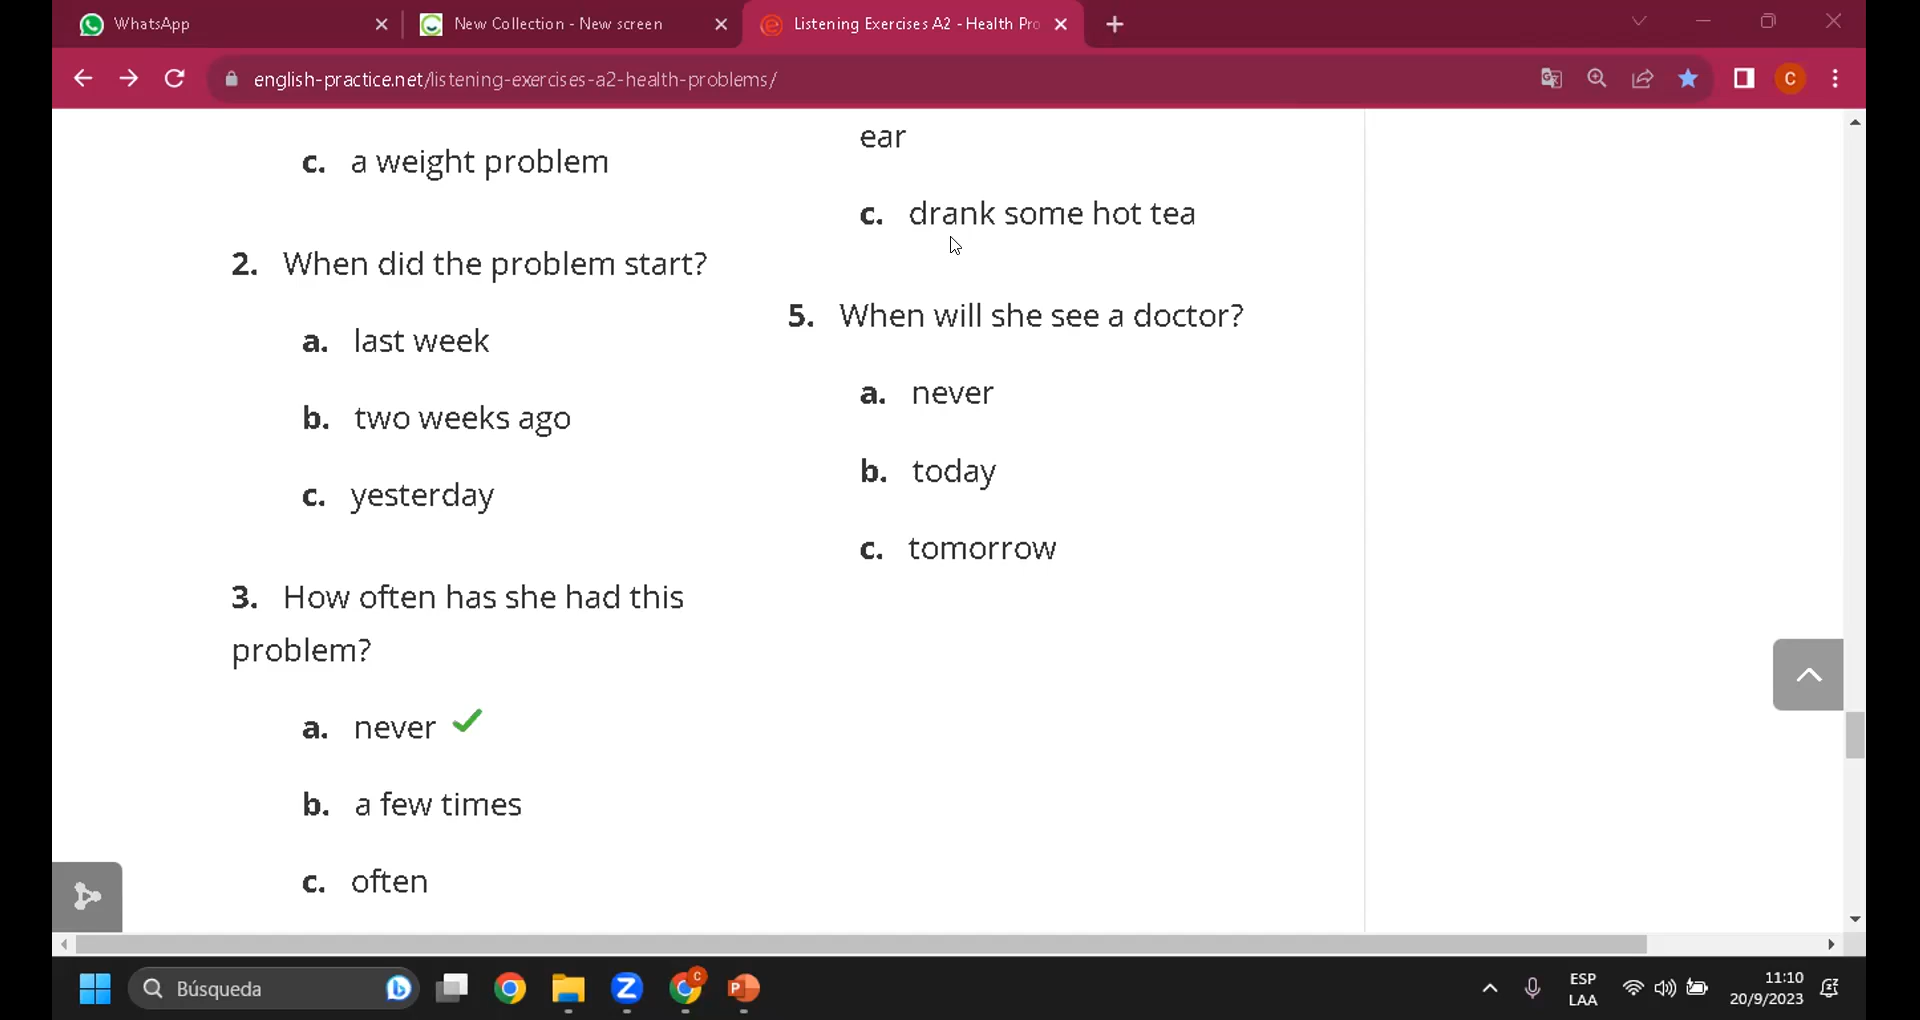 WhatsApp
New Collection - New screen
Listening Exercises A2 - Health Pro
english-practice.net/listening-exercises-a2-health-problems/
C
c. a weight problem
2. When did the problem start?
a. last week
b. two weeks ago
c. yesterday
3. How often has she had this
problem?
a. never
b. a few times
c. often
ear
c. drank some hot tea
5. When will she see a doctor?
a. never
b. today
c. tomorrow
Búsqueda
ESP
LAA
11:10
20/9/2023